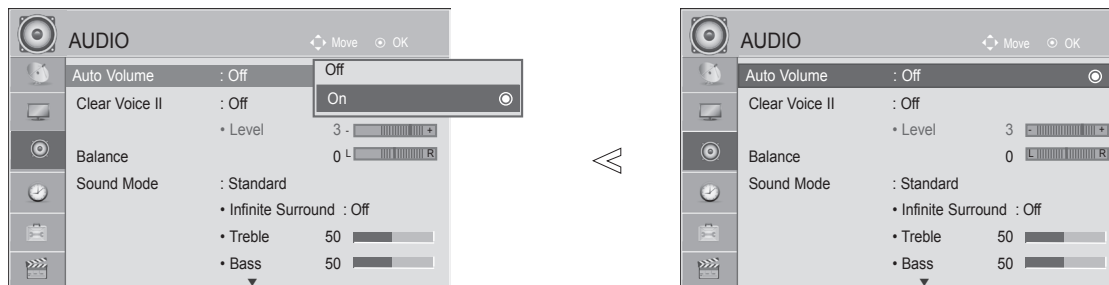 AUDIO
Move
OK
Auto Volume : Off
Off
On
Clear Voice II : Off
• Level 3 - +
Balance 0 L R
Sound Mode : Standard
• Infinite Surround : Off
• Treble 50
• Bass 50
AUDIO
Move
OK
Auto Volume : Off
Clear Voice II : Off
• Level 3 - +
Balance 0 L R
Sound Mode : Standard
• Infinite Surround : Off
• Treble 50
• Bass 50